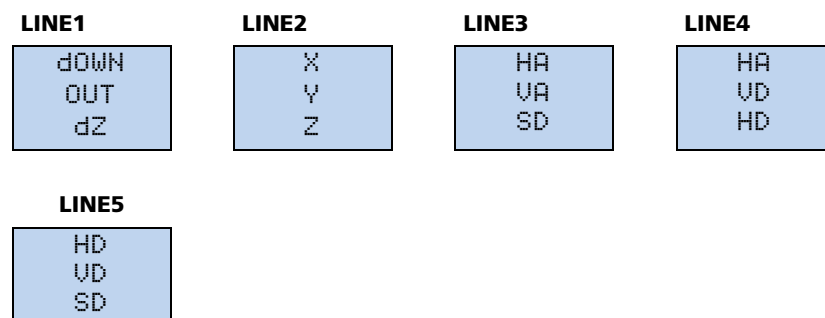 LINE1 LINE2 LINE3 LINE4
dOWN X HA HA
OUT Y VA VD
dZ Z SD HD
LINE5
HD
VD
SD